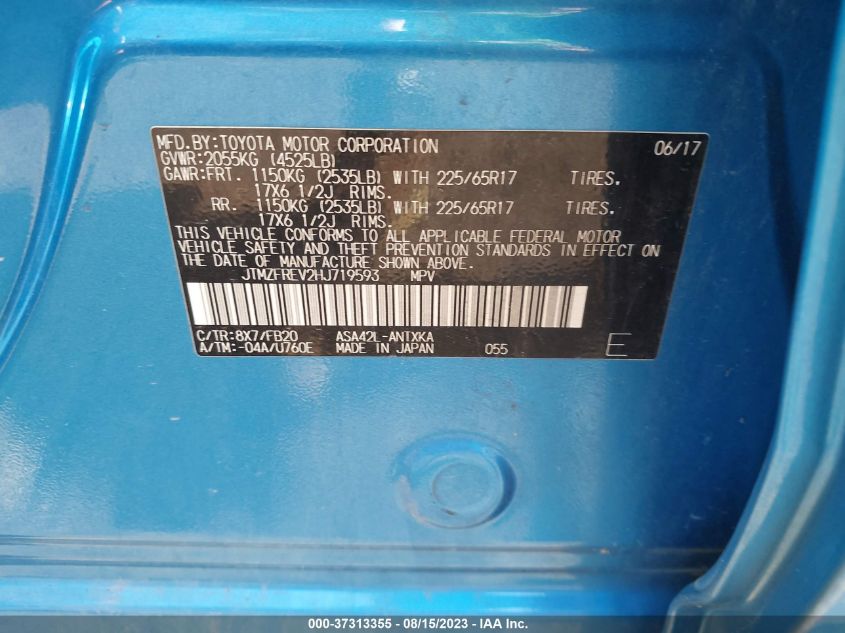 MFD.BY:TOYOTA MOTOR CORPORATION 06/17
GVWR:2055KG (4525LB)
GAWR:FRT. 1150KG (2535LB) WITH 225/65R17 TIRES.
17X6 1/2J RIMS.
RR. 1150KG (2535LB) WITH 225/65R17 TIRES.
17X6 1/2J RIMS.
THIS VEHICLE CONFORMS TO ALL APPLICABLE FEDERAL MOTOR
VEHICLE SAFETY AND THEFT PREVENTION STANDARDS IN EFFECT ON
THE DATE OF MANUFACTURE SHOWN ABOVE.
JTMZFREV2HJ719593 MPV
C/TR:8X7/FB20 ASA42L-ANTXKA
A/TM:-04A/U760E MADE IN JAPAN 055 E
000-37313355 - 08/15/2023 - Copyright © IAA, Inc.